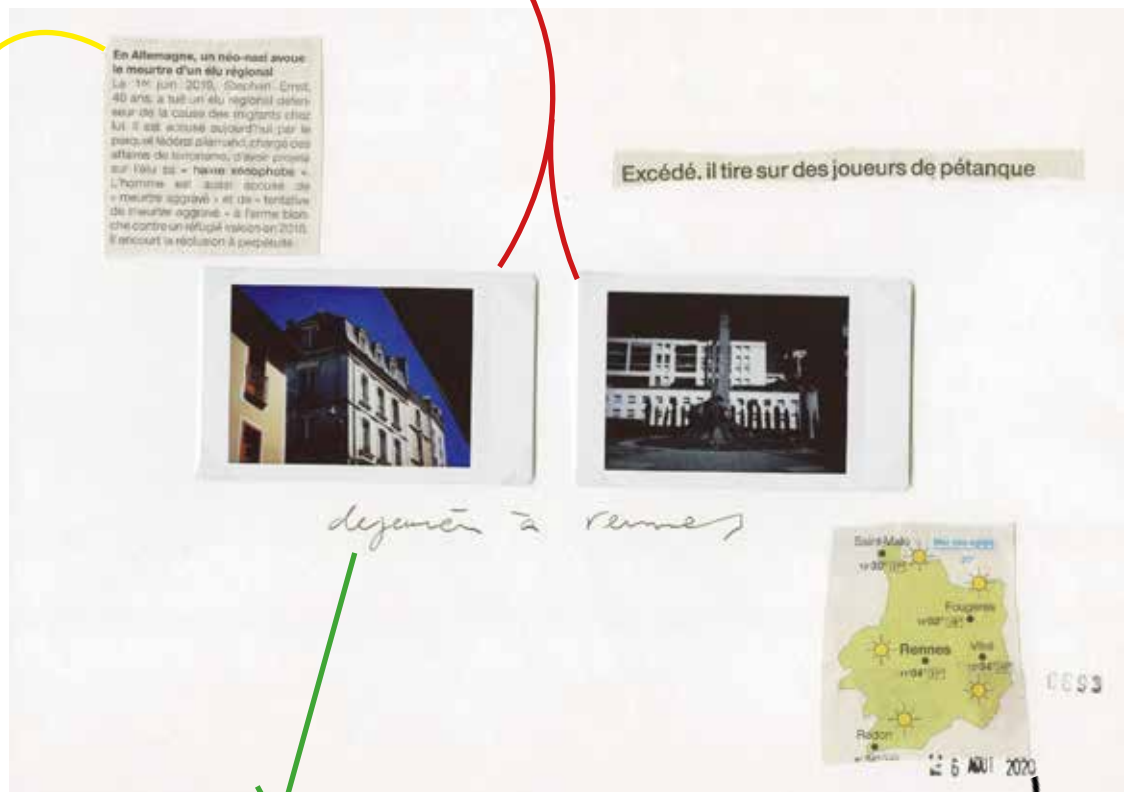 En Allemagne, un néo-nazi avoue
le meurtre d'un élu régional
Le 1er juin 2019, Stephan Ernst,
a tué un élu régional défen-
seur de la cause des migrants chez
lui. Il est accusé aujourd'hui par le
parquet fédéral allemand, chargé des
affaires de terrorisme, d'avoir projeté
sur l'élu sa « haine xénophobe ».
L'homme est aussi accusé de
« meurtre aggravé » et de « tentative
de meurtre aggravé » à l'arme blan-
che contre un réfugié irakien en 2016.
Il encourt la réclusion à perpétuité.
Excédé, il tire sur des joueurs de pétanque
à rennes
Saint-Malo
Fougères
Rennes
Vitré
Redon
6 AOUT 2020